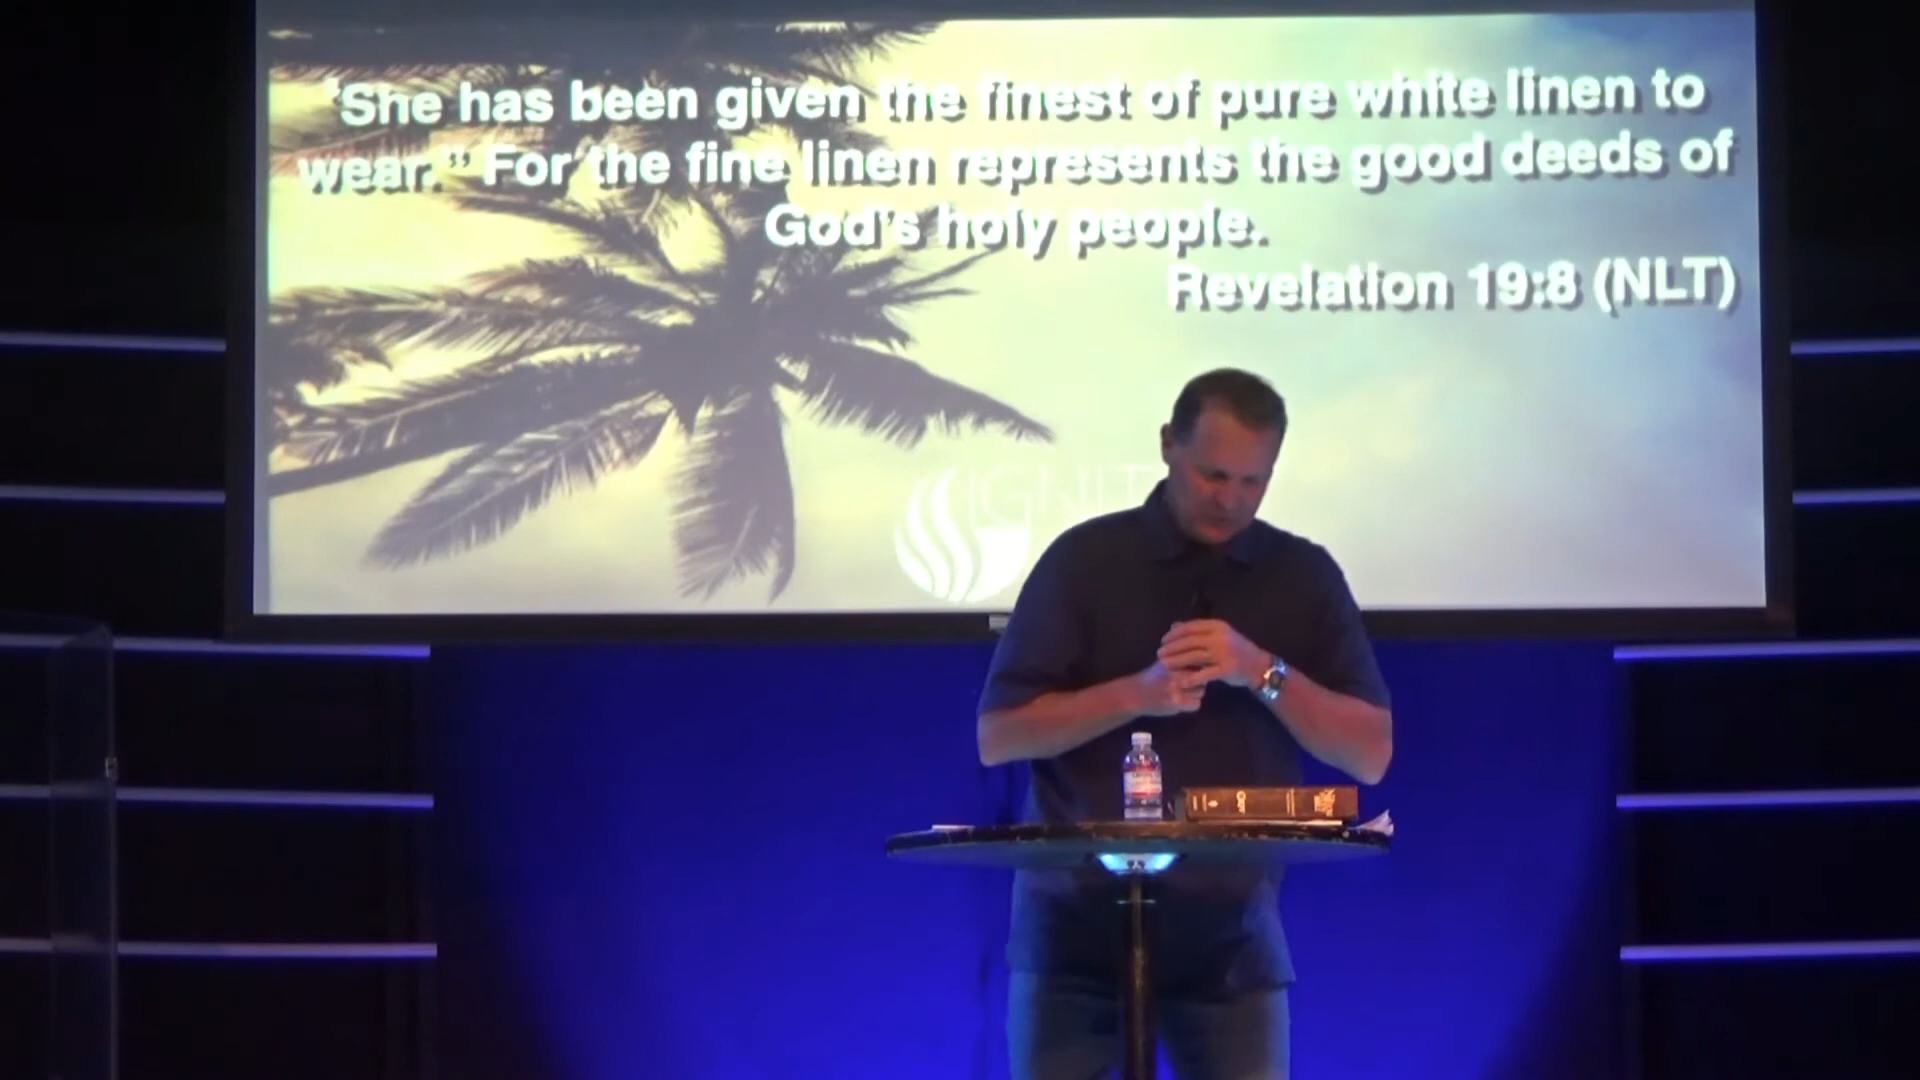 "She has been given the finest of pure white linen to
wear." For the fine linen represents the good deeds of
God's holy people.
Revelation 19:8 (NLT)
IGNIT